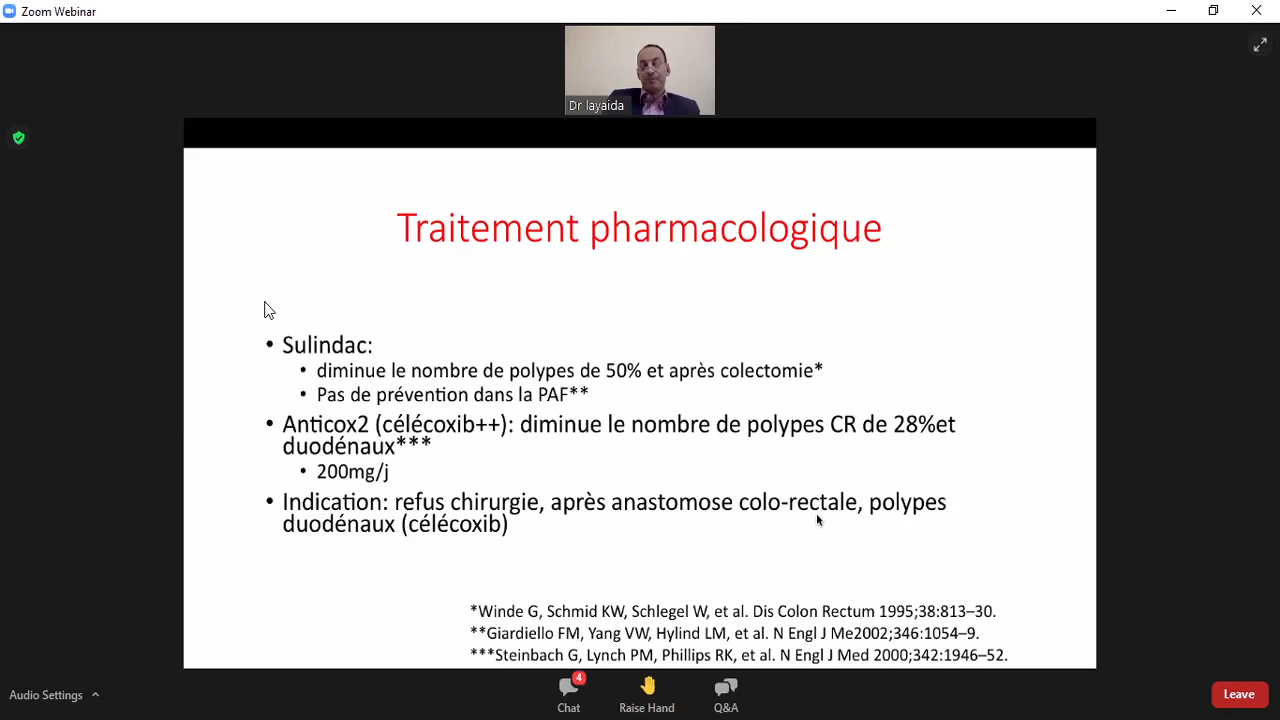 Zoom Webinar
Dr layaida
Traitement pharmacologique
• Sulindac:
• diminue le nombre de polypes de 50% et après colectomie*
• Pas de prévention dans la PAF**
• Anticox2 (célécoxib++): diminue le nombre de polypes CR de 28%et
duodénaux***
• 200mg/j
• Indication: refus chirurgie, après anastomose colo-rectale, polypes
duodénaux (célécoxib)
*Winde G, Schmid KW, Schlegel W, et al. Dis Colon Rectum 1995;38:813–30.
**Giardiello FM, Yang VW, Hylind LM, et al. N Engl J Me2002;346:1054–9.
***Steinbach G, Lynch PM, Phillips RK, et al. N Engl J Med 2000;342:1946–52.
Audio Settings
4
Chat
Raise Hand
Q&A
Leave